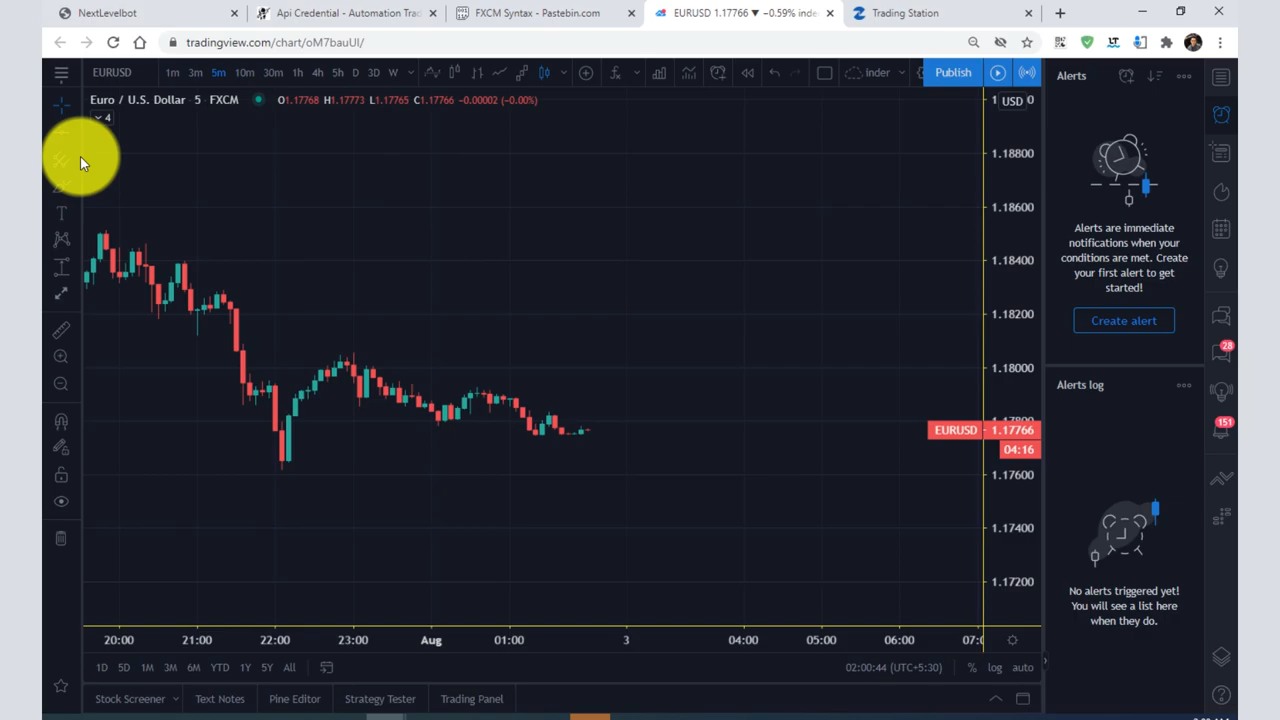 NextLevelbot
Api Credential - Automation Tra
FXCM Syntax - Pastebin.com
EURUSD 1.17766 ▼ −0.59% inde
Trading Station
tradingview.com/chart/oM7bauUI/
EURUSD
1m 3m 5m 10m 30m 1h 4h 5h D 3D W
Inder
Publish
Alerts
Euro / U.S. Dollar 5 FXCM
O1.17768 H1.17773 L1.17765 C1.17766 −0.00002 (−0.00%)
USD
4
1.18800
1.18600
1.18400
1.18200
1.18000
EURUSD 1.17766
04:16
1.17600
1.17400
1.17200
Alerts are immediate
notifications when your
conditions are met. Create
your first alert to get
started!
Create alert
28
Alerts log
151
No alerts triggered yet!
You will see a list here
when they do.
20:00 21:00 22:00 23:00 Aug 01:00 3 04:00 05:00 06:00 07:0
1D 5D 1M 3M 6M YTD 1Y 5Y All
02:00:44 (UTC+5:30)
% log auto
Stock Screener
Text Notes
Pine Editor
Strategy Tester
Trading Panel